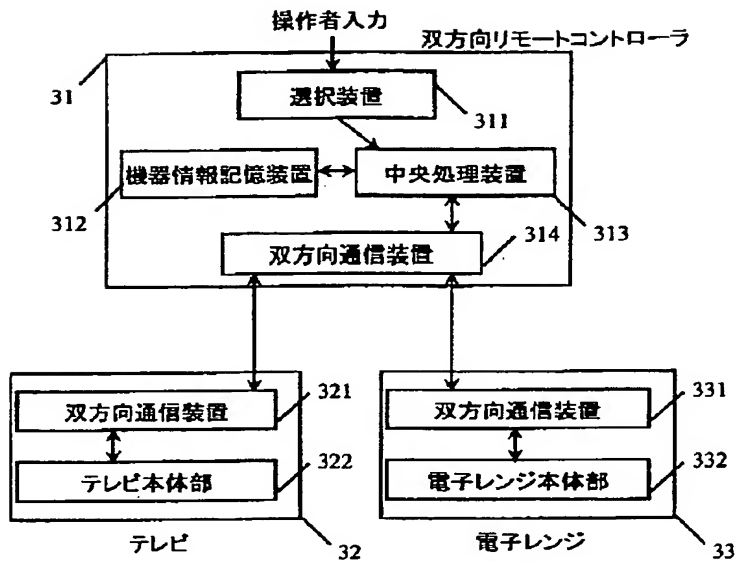 操作者入力
双方向リモートコントローラ
31
選択装置
311
機器情報記憶装置
中央処理装置
312
313
314
双方向通信装置
321
双方向通信装置
322
テレビ本体部
テレビ
32
331
双方向通信装置
332
電子レンジ本体部
電子レンジ
33